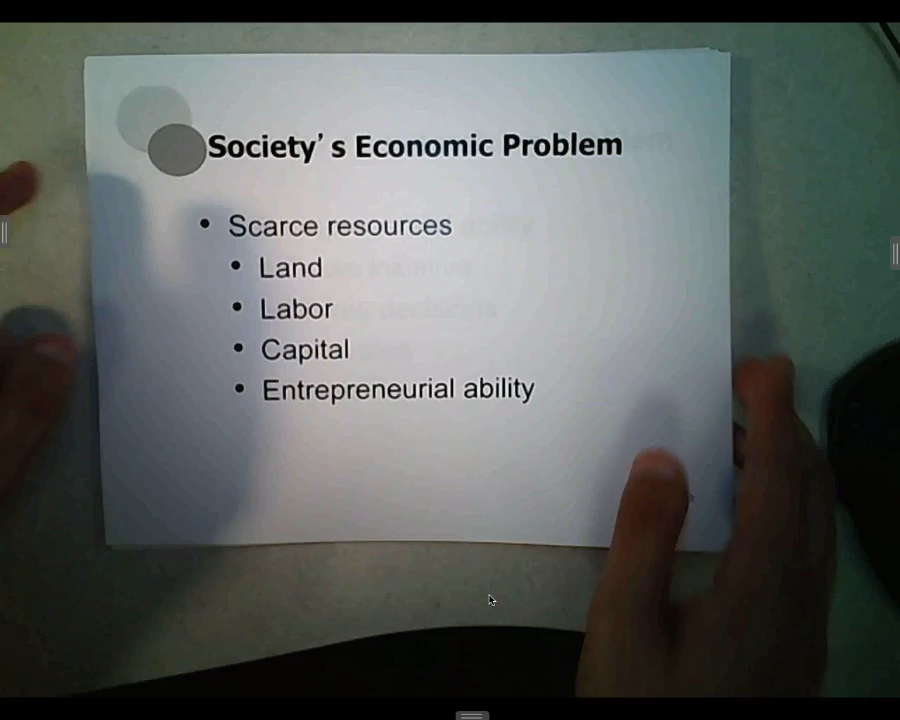 Society's Economic Problem
• Scarce resources
• Land
• Labor
• Capital
• Entrepreneurial ability